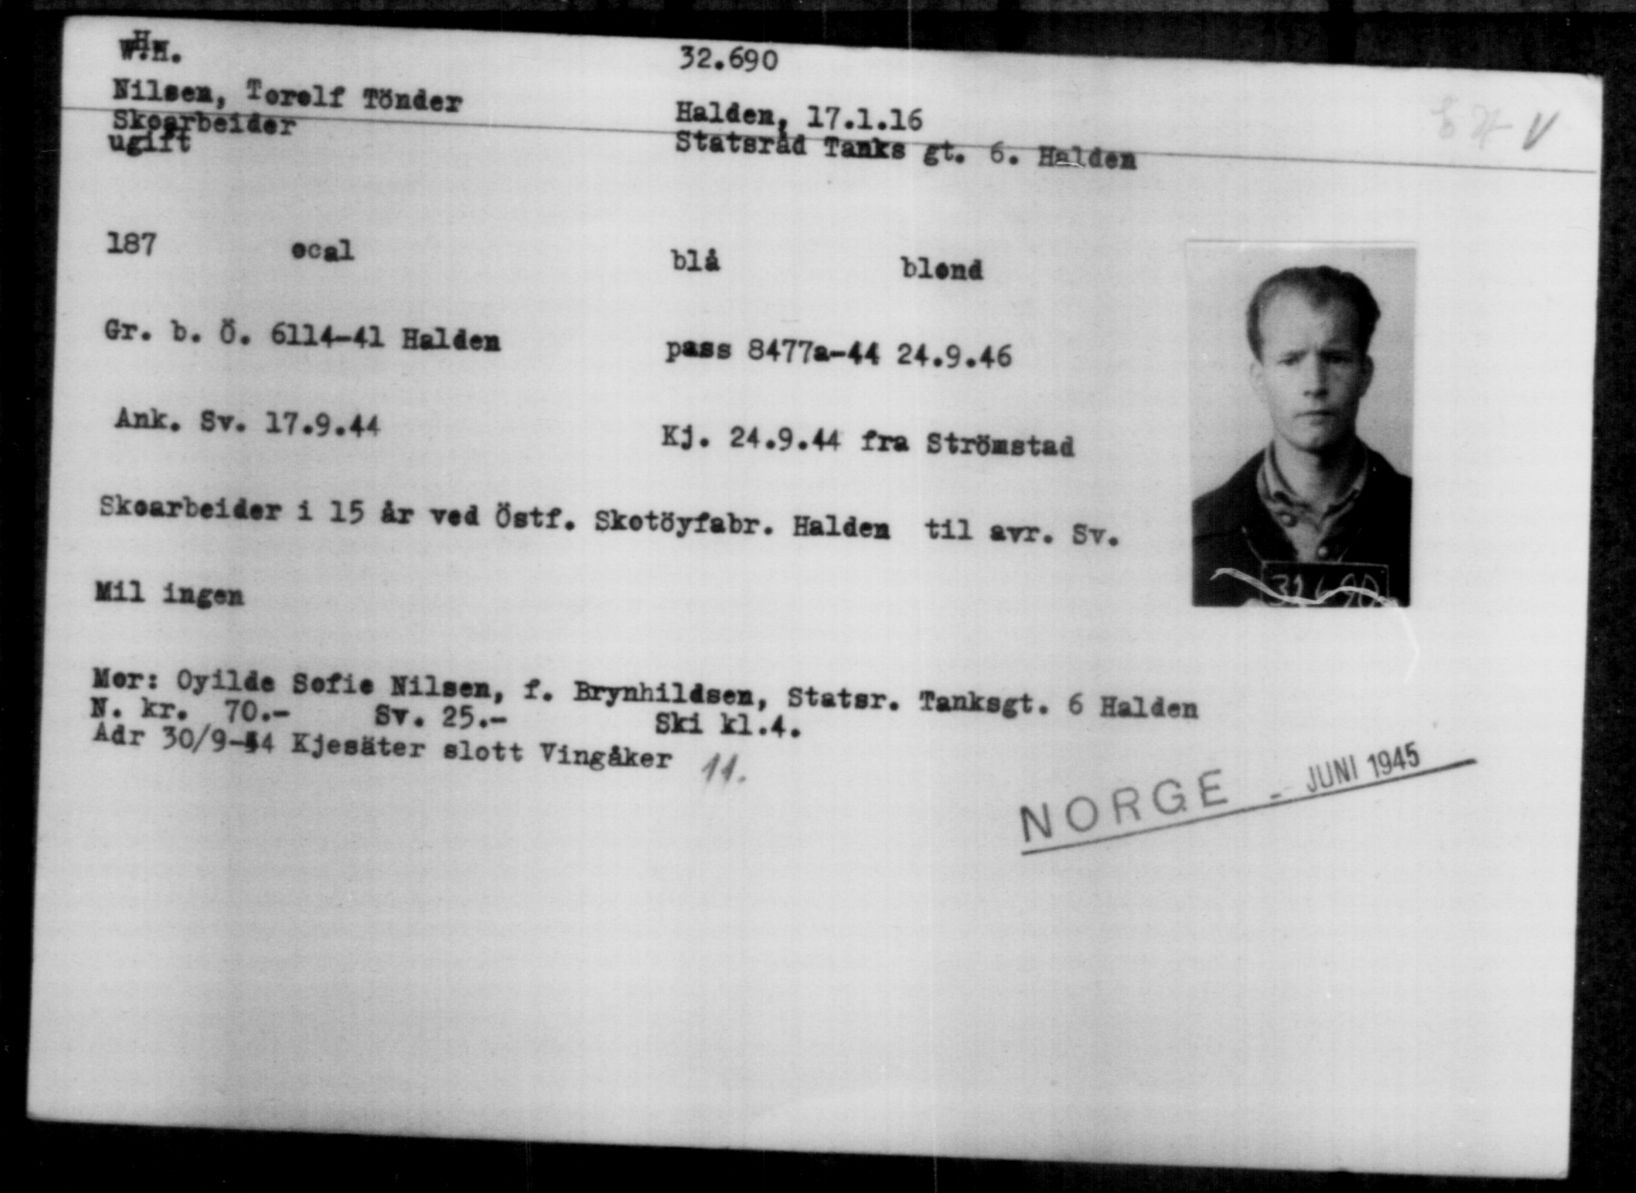 W.H. 32.690
Nilsen, Torolf Tönder Halden, 17.1.16
Skoarbeider Statsråd Tanks gt. 6. Halden
ugift
187 oval blå blond
Gr. b. Ö. 6114-41 Halden pass 8477a-44 24.9.46
Ank. Sv. 17.9.44 Kj. 24.9.44 fra Strömstad
Skoarbeider i 15 år ved Östf. Skotöyfabr. Halden til avr. Sv.
Mil ingen
Mor: Oyilde Sofie Nilsen, f. Brynhildsen, Statsr. Tanksgt. 6 Halden
N. kr. 70.- Sv. 25.- Ski kl.4.
Adr 30/9-44 Kjesäter slott Vingåker 11.
NORGE - JUNI 1945
32690